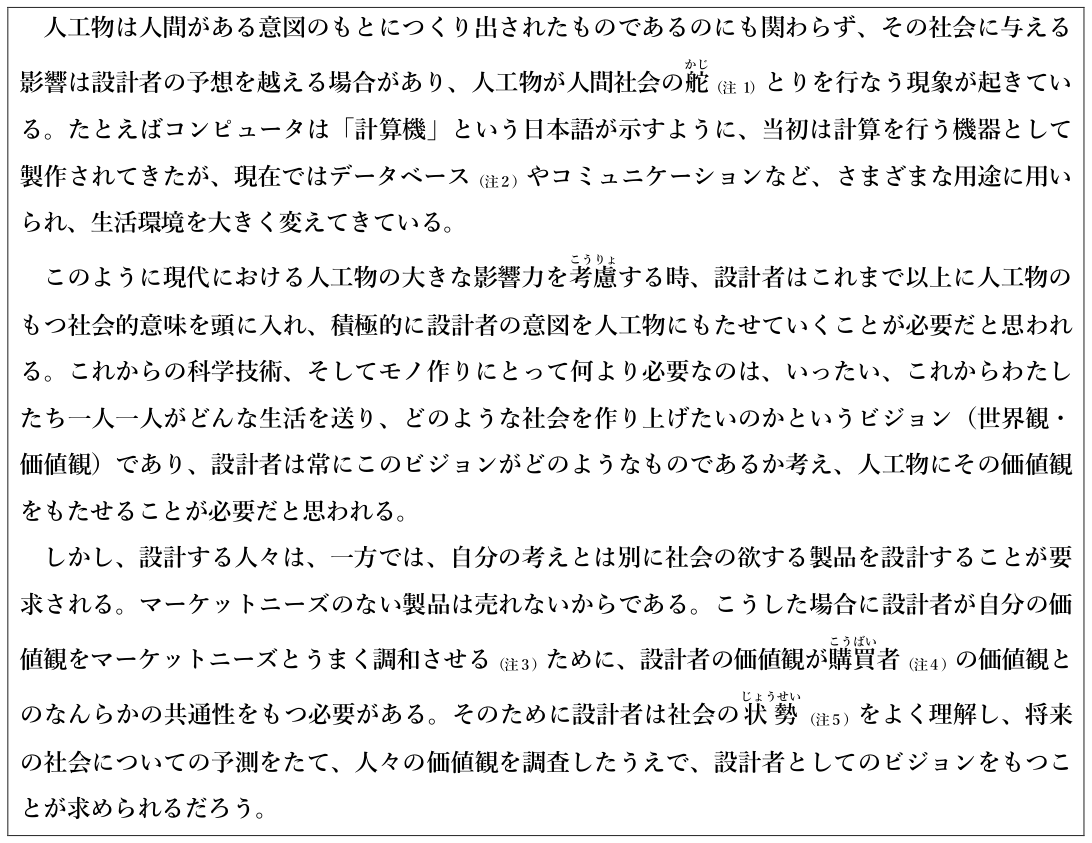 人工物は人間がある意図のもとにつくり出されたものであるのにも関わらず、その社会に与える
影響は設計者の予想を越える場合があり、人工物が人間社会の舵（注 1）とりを行なう現象が起きてい
る。たとえばコンピュータは「計算機」という日本語が示すように、当初は計算を行う機器として
製作されてきたが、現在ではデータベース（注2）やコミュニケーションなど、さまざまな用途に用い
られ、生活環境を大きく変えてきている。
このように現代における人工物の大きな影響力を考慮する時、設計者はこれまで以上に人工物の
もつ社会的意味を頭に入れ、積極的に設計者の意図を人工物にもたせていくことが必要だと思われ
る。これからの科学技術、そしてモノ作りにとって何より必要なのは、いったい、これからわたし
たち一人一人がどんな生活を送り、どのような社会を作り上げたいのかというビジョン（世界観・
価値観）であり、設計者は常にこのビジョンがどのようなものであるか考え、人工物にその価値観
をもたせることが必要だと思われる。
しかし、設計する人々は、一方では、自分の考えとは別に社会の欲する製品を設計することが要
求される。マーケットニーズのない製品は売れないからである。こうした場合に設計者が自分の価
値観をマーケットニーズとうまく調和させる（注3）ために、設計者の価値観が購買者（注4）の価値観と
のなんらかの共通性をもつ必要がある。そのために設計者は社会の状勢（注5）をよく理解し、将来
の社会についての予測をたて、人々の価値観を調査したうえで、設計者としてのビジョンをもつこ
とが求められるだろう。